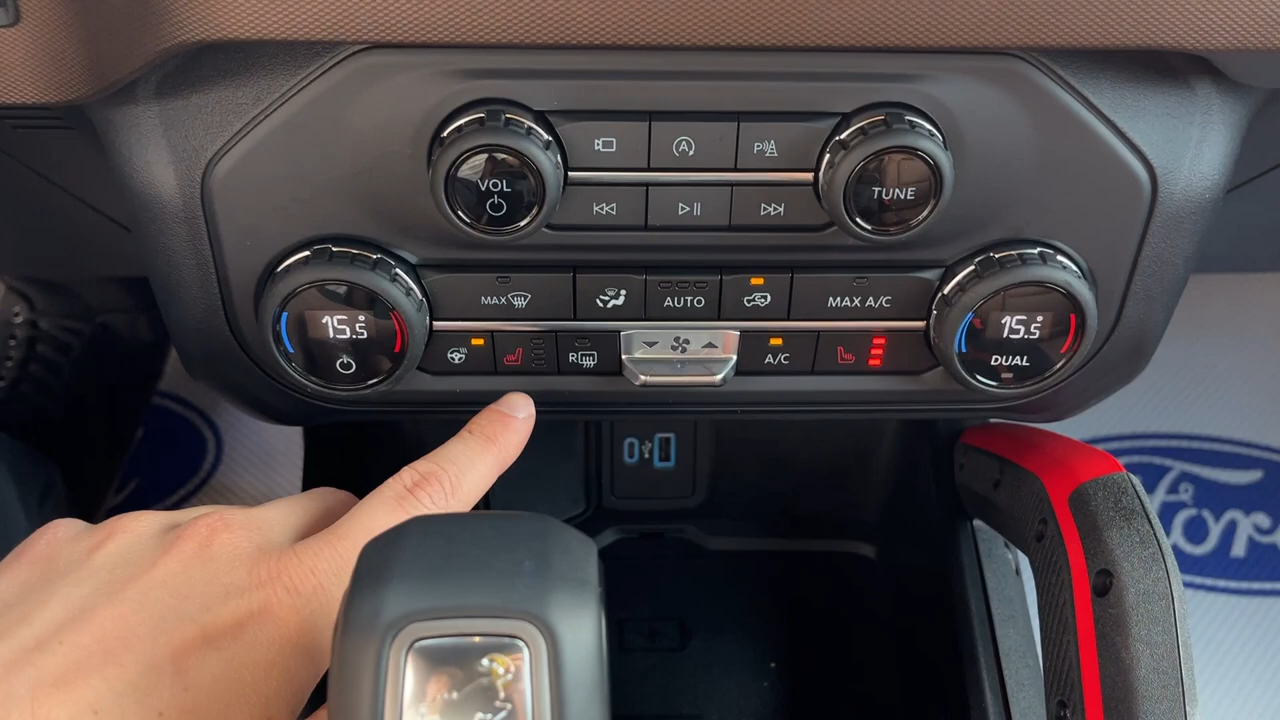 VOL
TUNE
P
A
MAX
AUTO
MAX A/C
15.5
15.5
DUAL
R
A/C
Ford